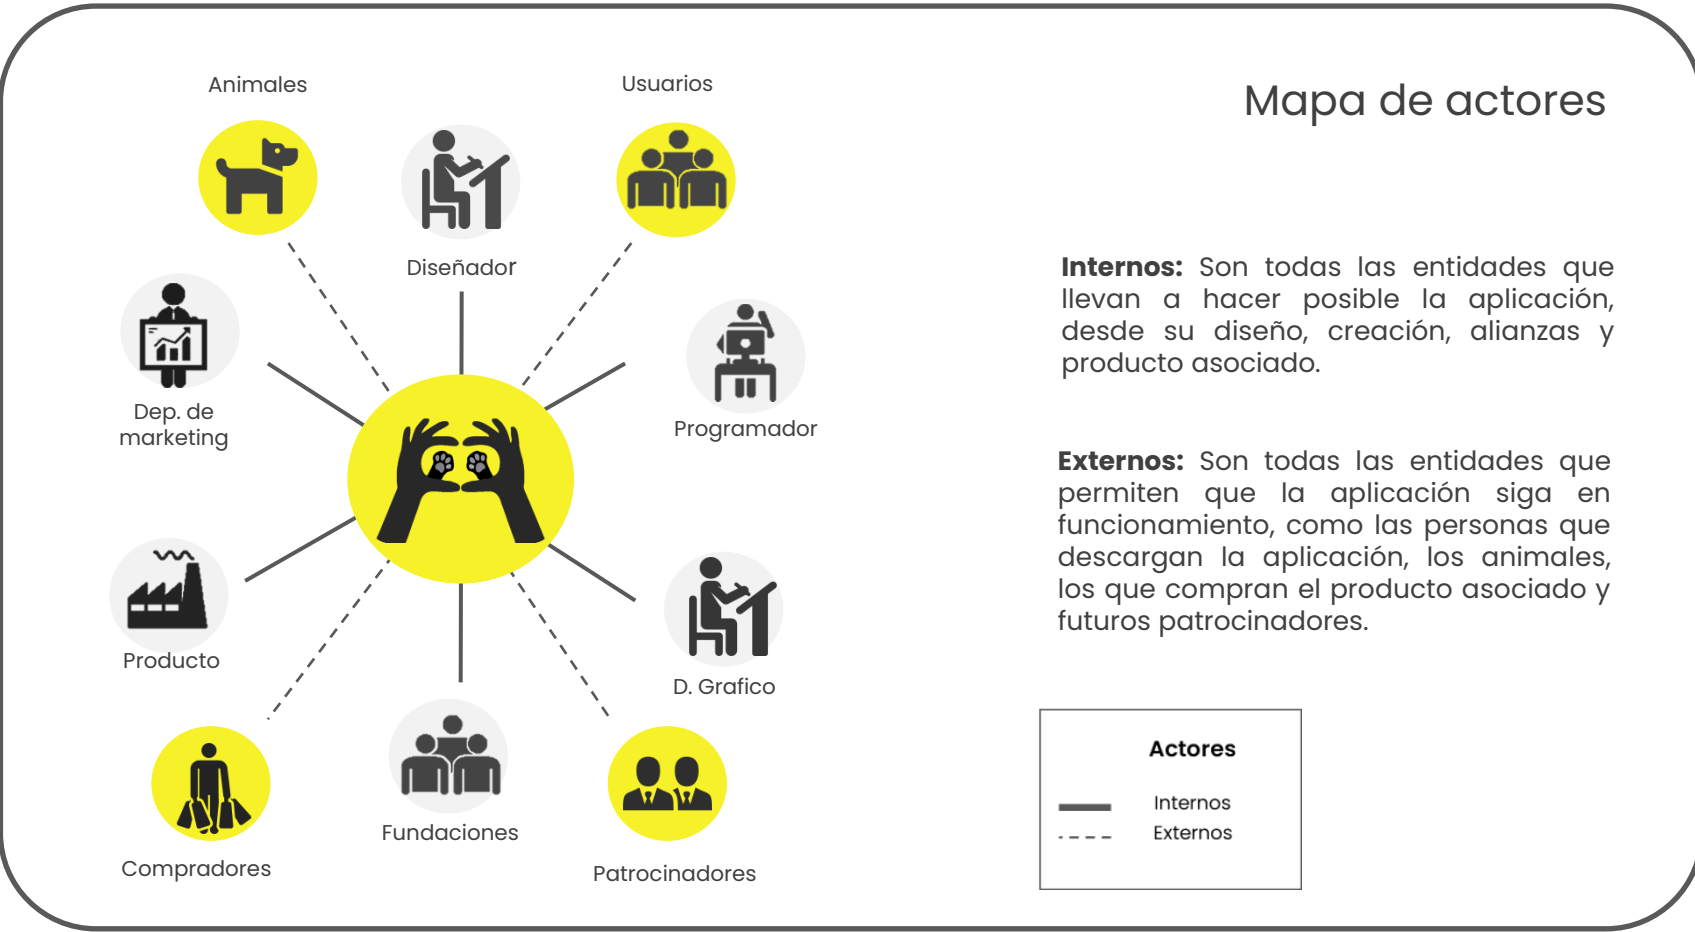 Mapa de actores
Animales
Usuarios
Diseñador
Dep. de
marketing
Programador
Producto
D. Grafico
Compradores
Fundaciones
Patrocinadores
Internos: Son todas las entidades que
llevan a hacer posible la aplicación,
desde su diseño, creación, alianzas y
producto asociado.
Externos: Son todas las entidades que
permiten que la aplicación siga en
funcionamiento, como las personas que
descargan la aplicación, los animales,
los que compran el producto asociado y
futuros patrocinadores.
Actores
Internos
Externos